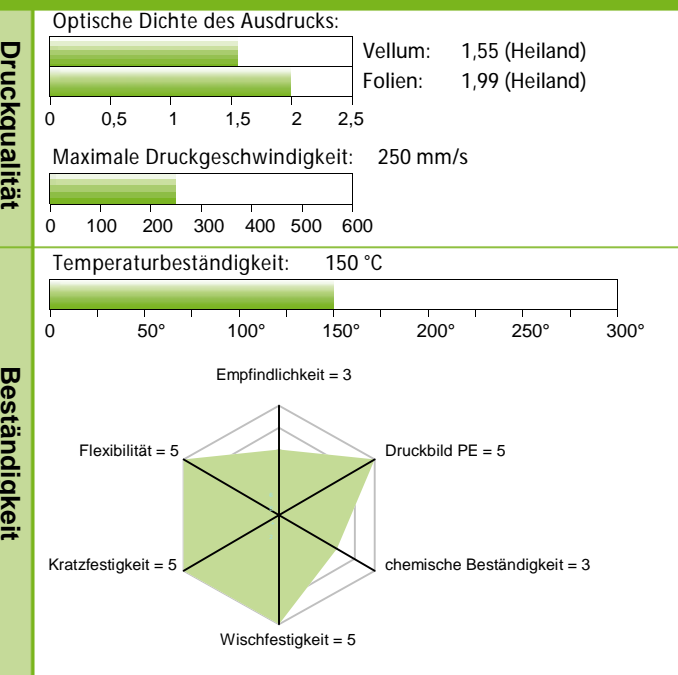 Druckqualität
Optische Dichte des Ausdrucks:
Vellum: 1,55 (Heiland)
Folien: 1,99 (Heiland)
0 0,5 1 1,5 2 2,5
Maximale Druckgeschwindigkeit: 250 mm/s
0 100 200 300 400 500 600
Beständigkeit
Temperaturbeständigkeit: 150 °C
0 50° 100° 150° 200° 250° 300°
Empfindlichkeit = 3
Flexibilität = 5
Druckbild PE = 5
Kratzfestigkeit = 5
chemische Beständigkeit = 3
Wischfestigkeit = 5